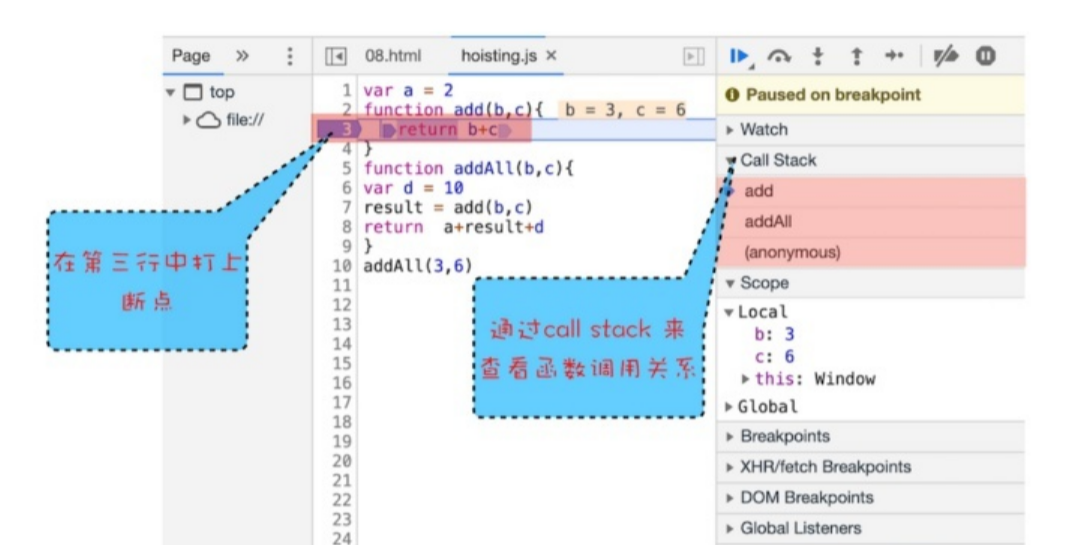 Page
08.html
hoisting.js ×
top
file://
1 var a = 2
2 function add(b,c){ b = 3, c = 6
3 return b+c
4 }
5 function addAll(b,c){
6 var d = 10
7 result = add(b,c)
8 return a+result+d
9 }
10 addAll(3,6)
11
12
13
14
15
16
17
18
19
20
21
22
23
24
在第三行中打上
断点
通过call stack 来
查看函数调用关系
Paused on breakpoint
Watch
Call Stack
add
addAll
(anonymous)
Scope
Local
b: 3
c: 6
this: Window
Global
Breakpoints
XHR/fetch Breakpoints
DOM Breakpoints
Global Listeners